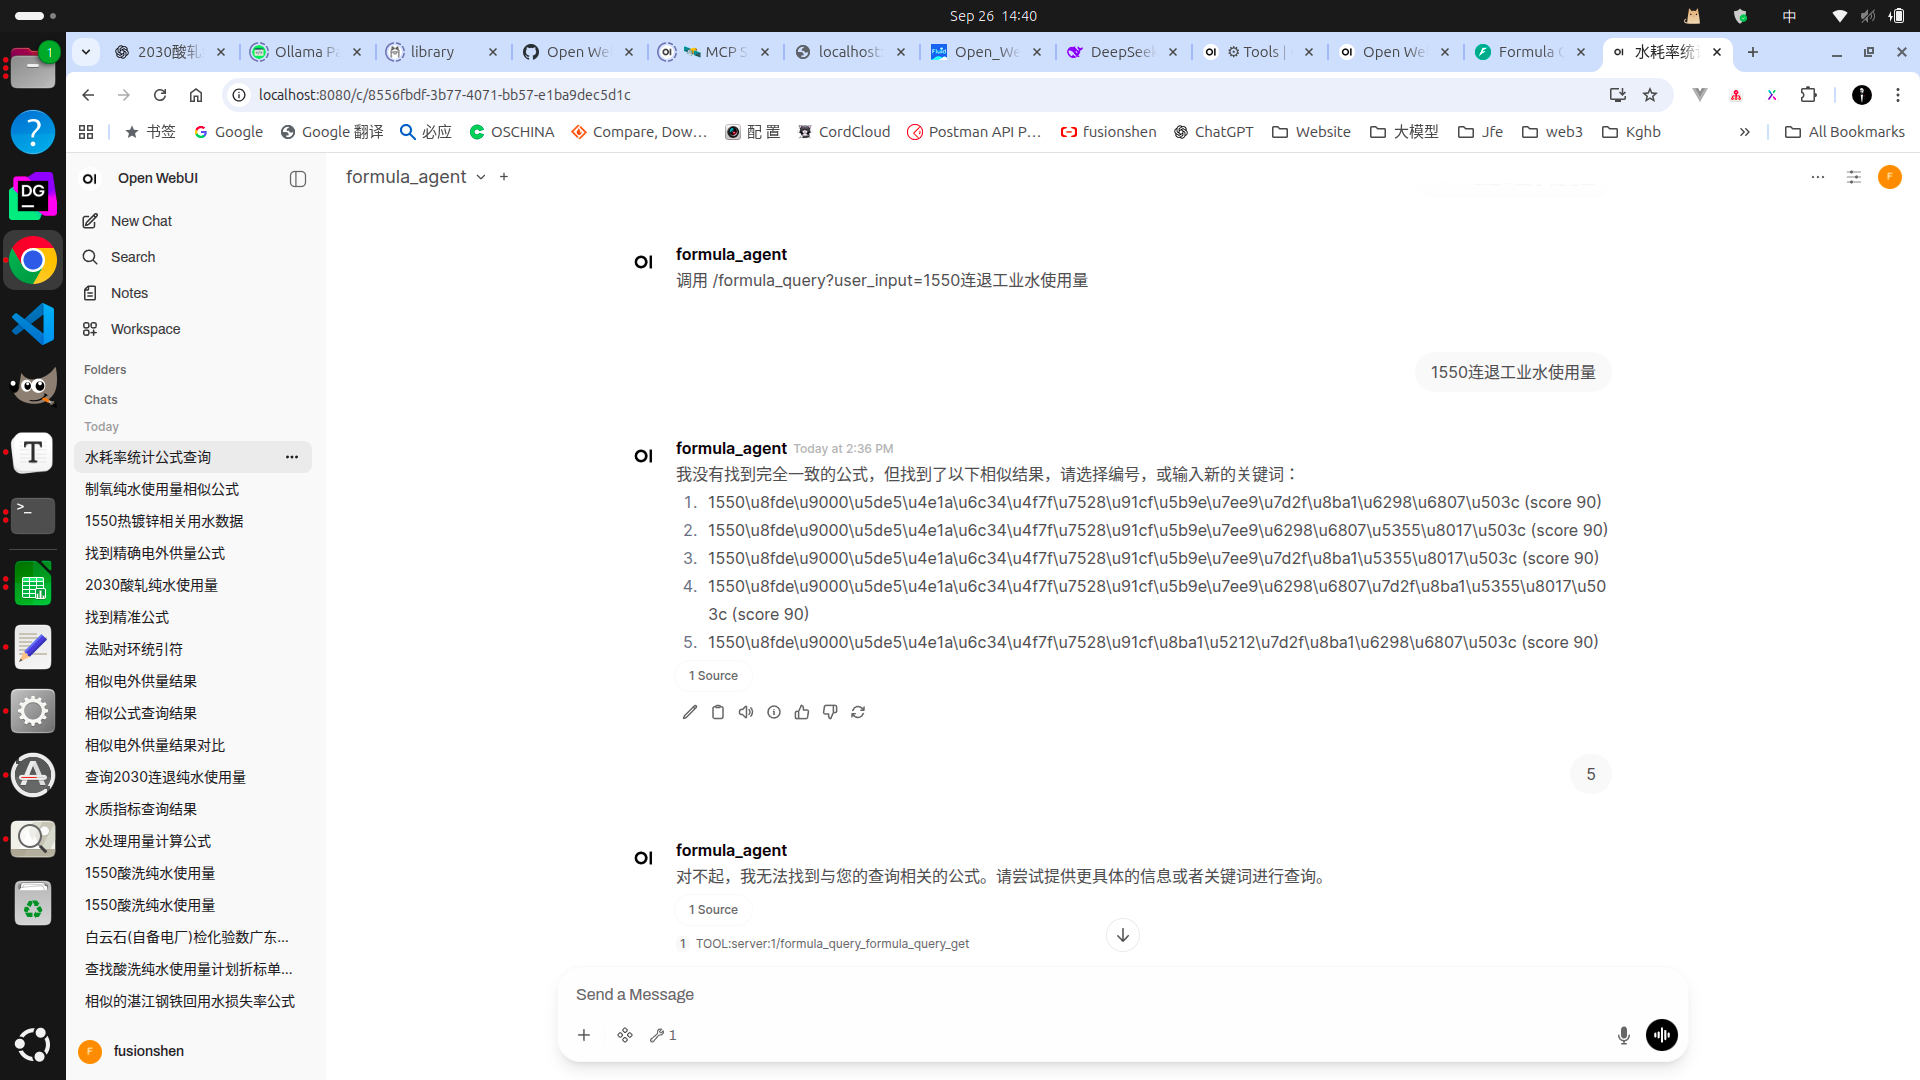 Sep 26 14:40
1
2030酸轧
Ollama Pa
library
Open We
MCP S
localhost:
Open_We
DeepSeek
Tools |
Open We
Formula
水耗率统计
localhost:8080/c/8556fbdf-3b77-4071-bb57-e1ba9dec5d1c
书签
Google
Google 翻译
必应
OSCHINA
Compare, Dow…
配 置
CordCloud
Postman API P…
fusionshen
ChatGPT
Website
大模型
Jfe
web3
Kghb
»
All Bookmarks
OI Open WebUI
New Chat
Search
Notes
Workspace
Folders
Chats
Today
水耗率统计公式查询
制氧纯水使用量相似公式
1550热镀锌相关用水数据
找到精确电外供量公式
2030酸轧纯水使用量
找到精准公式
法贴对环统引符
相似电外供量结果
相似公式查询结果
相似电外供量结果对比
查询2030连退纯水使用量
水质指标查询结果
水处理用量计算公式
1550酸洗纯水使用量
1550酸洗纯水使用量
白云石(自备电厂)检化验数广东...
查找酸洗纯水使用量计划折标单...
相似的湛江钢铁回用水损失率公式
F fusionshen
formula_agent
F
OI formula_agent
调用 /formula_query?user_input=1550连退工业水使用量
1550连退工业水使用量
OI formula_agent Today at 2:36 PM
我没有找到完全一致的公式，但找到了以下相似结果，请选择编号，或输入新的关键词：
1. 1550\u8fde\u9000\u5de5\u4e1a\u6c34\u4f7f\u7528\u91cf\u5b9e\u7ee9\u7d2f\u8ba1\u6298\u6807\u503c (score 90)
2. 1550\u8fde\u9000\u5de5\u4e1a\u6c34\u4f7f\u7528\u91cf\u5b9e\u7ee9\u6298\u6807\u5355\u8017\u503c (score 90)
3. 1550\u8fde\u9000\u5de5\u4e1a\u6c34\u4f7f\u7528\u91cf\u5b9e\u7ee9\u7d2f\u8ba1\u5355\u8017\u503c (score 90)
4. 1550\u8fde\u9000\u5de5\u4e1a\u6c34\u4f7f\u7528\u91cf\u5b9e\u7ee9\u6298\u6807\u7d2f\u8ba1\u5355\u8017\u50
3c (score 90)
5. 1550\u8fde\u9000\u5de5\u4e1a\u6c34\u4f7f\u7528\u91cf\u8ba1\u5212\u7d2f\u8ba1\u6298\u6807\u503c (score 90)
1 Source
5
OI formula_agent
对不起，我无法找到与您的查询相关的公式。请尝试提供更具体的信息或者关键词进行查询。
1 Source
1 TOOL:server:1/formula_query_formula_query_get
Send a Message
1